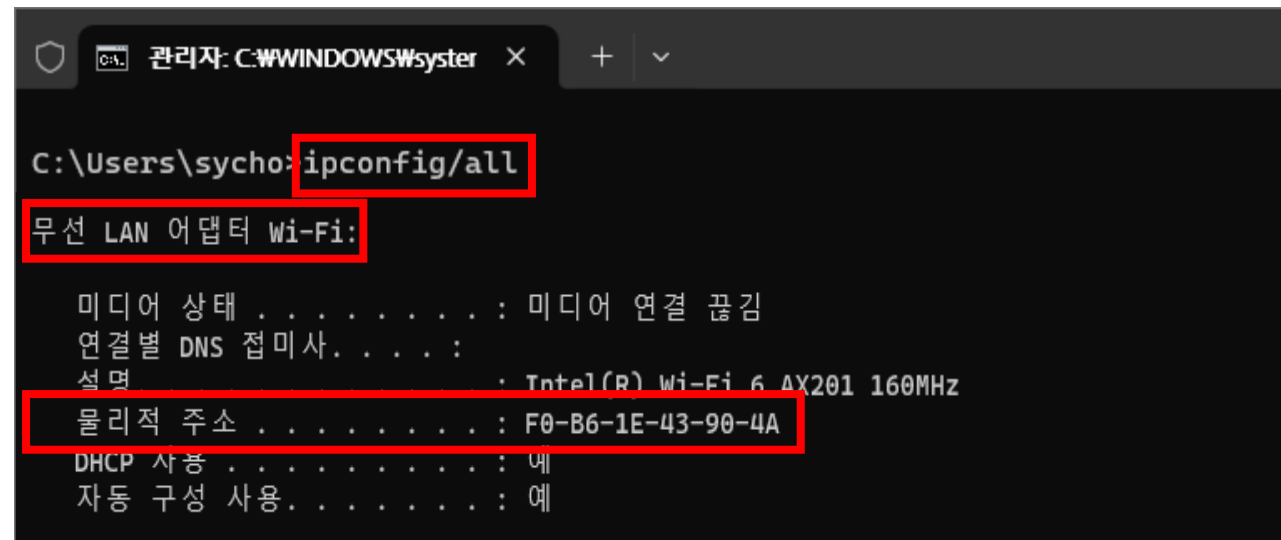 관리자: C:₩WINDOWS₩syster
C:\Users\sycho>ipconfig/all
무선 LAN 어댑터 Wi-Fi:
미디어 상태 . . . . . . . . : 미디어 연결 끊김
연결별 DNS 접미사. . . . :
설명. . . . . . . . . . . . : Intel(R) Wi-Fi 6 AX201 160MHz
물리적 주소 . . . . . . . . : F0-B6-1E-43-90-4A
DHCP 사용 . . . . . . . . . : 예
자동 구성 사용. . . . . . . : 예